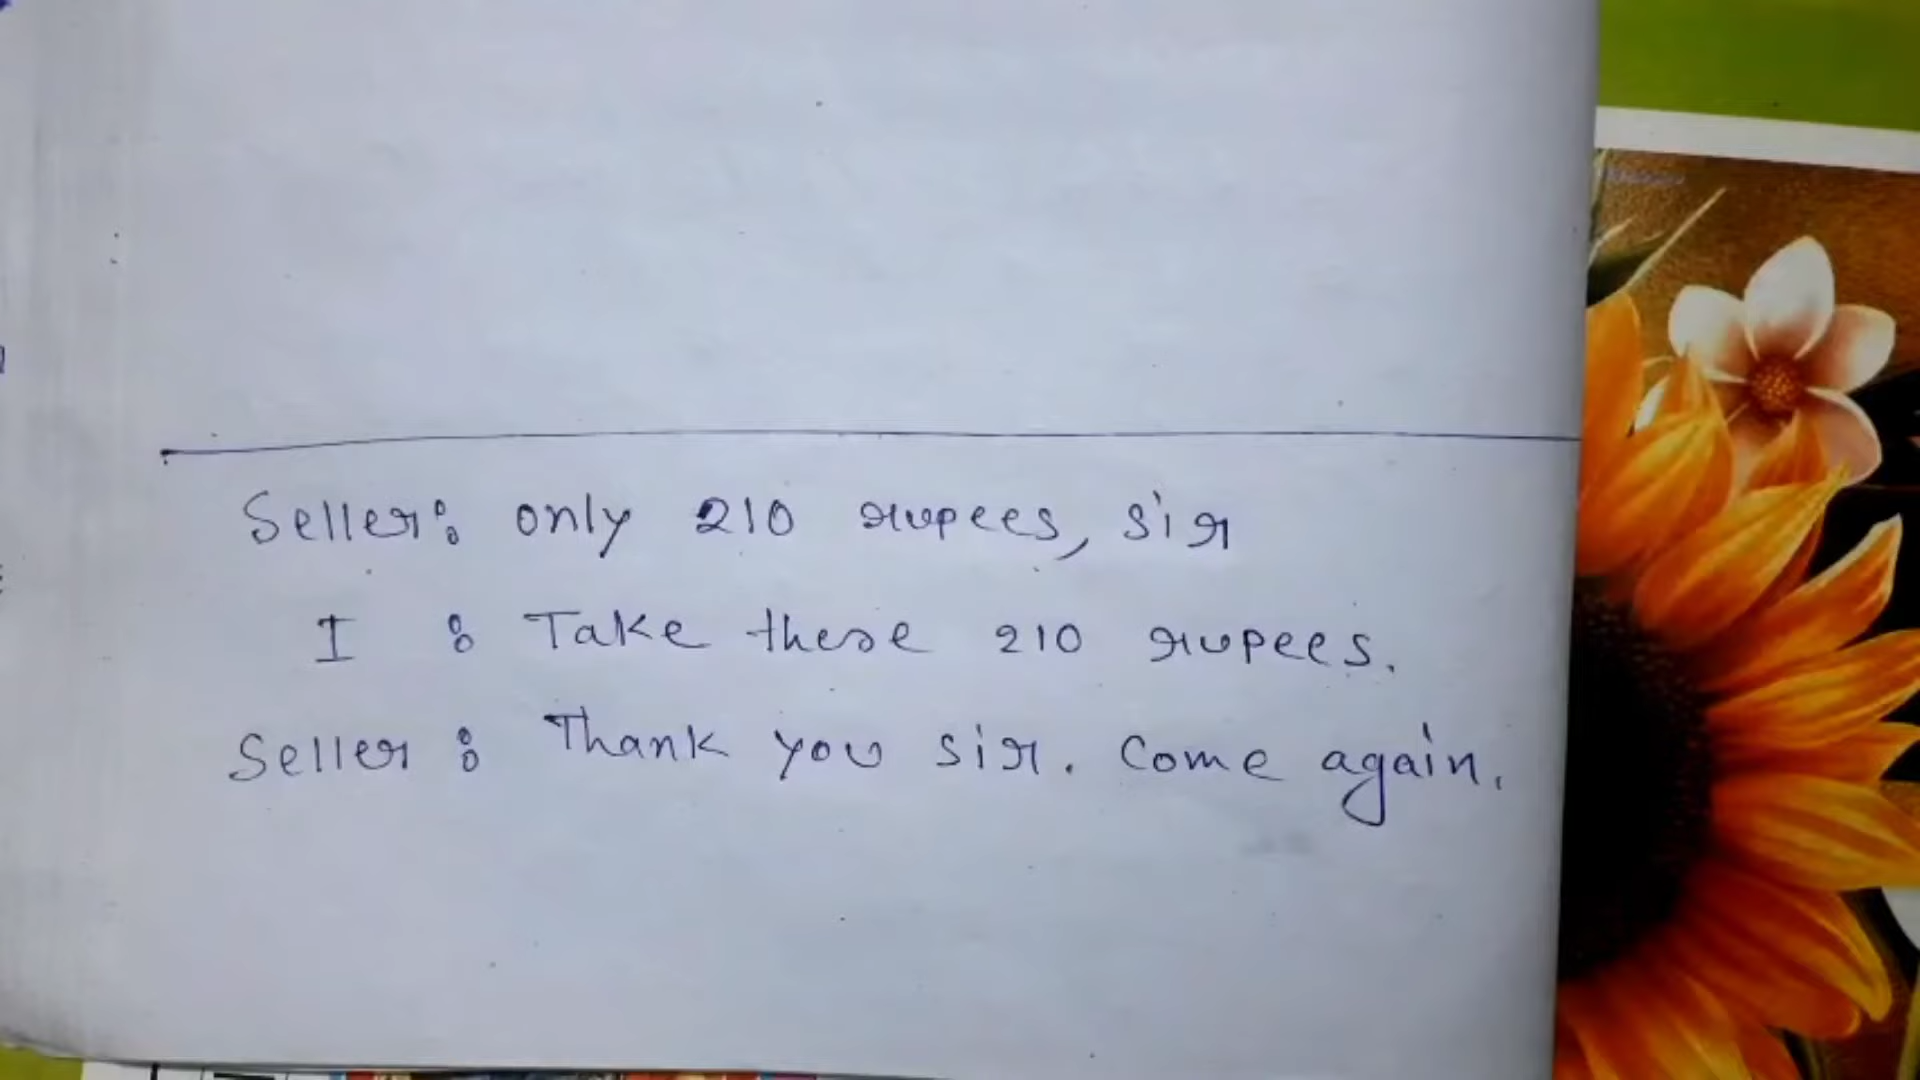 Seller: only 210 rupees, sir
I : Take these 210 rupees.
Seller : Thank you sir. Come again.